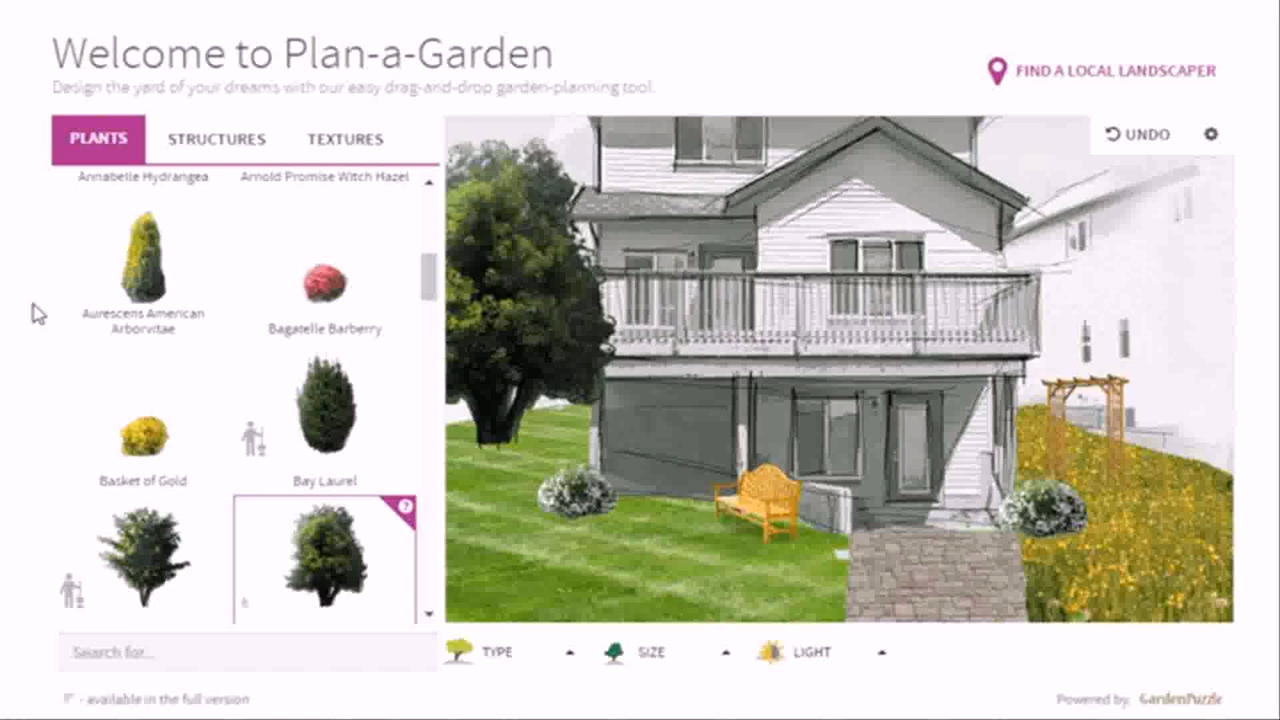 Welcome to Plan-a-Garden
Design the yard of your dreams with our easy drag-and-drop garden-planning tool.
FIND A LOCAL LANDSCAPER
PLANTS
STRUCTURES
TEXTURES
UNDO
Annabelle Hydrangea
Arnold Promise Witch Hazel
Aurescens American
Arborvitae
Bagatelle Barberry
Basket of Gold
Bay Laurel
?
Search for...
TYPE
SIZE
LIGHT
- available in the full version
Powered by: GardenPuzzle